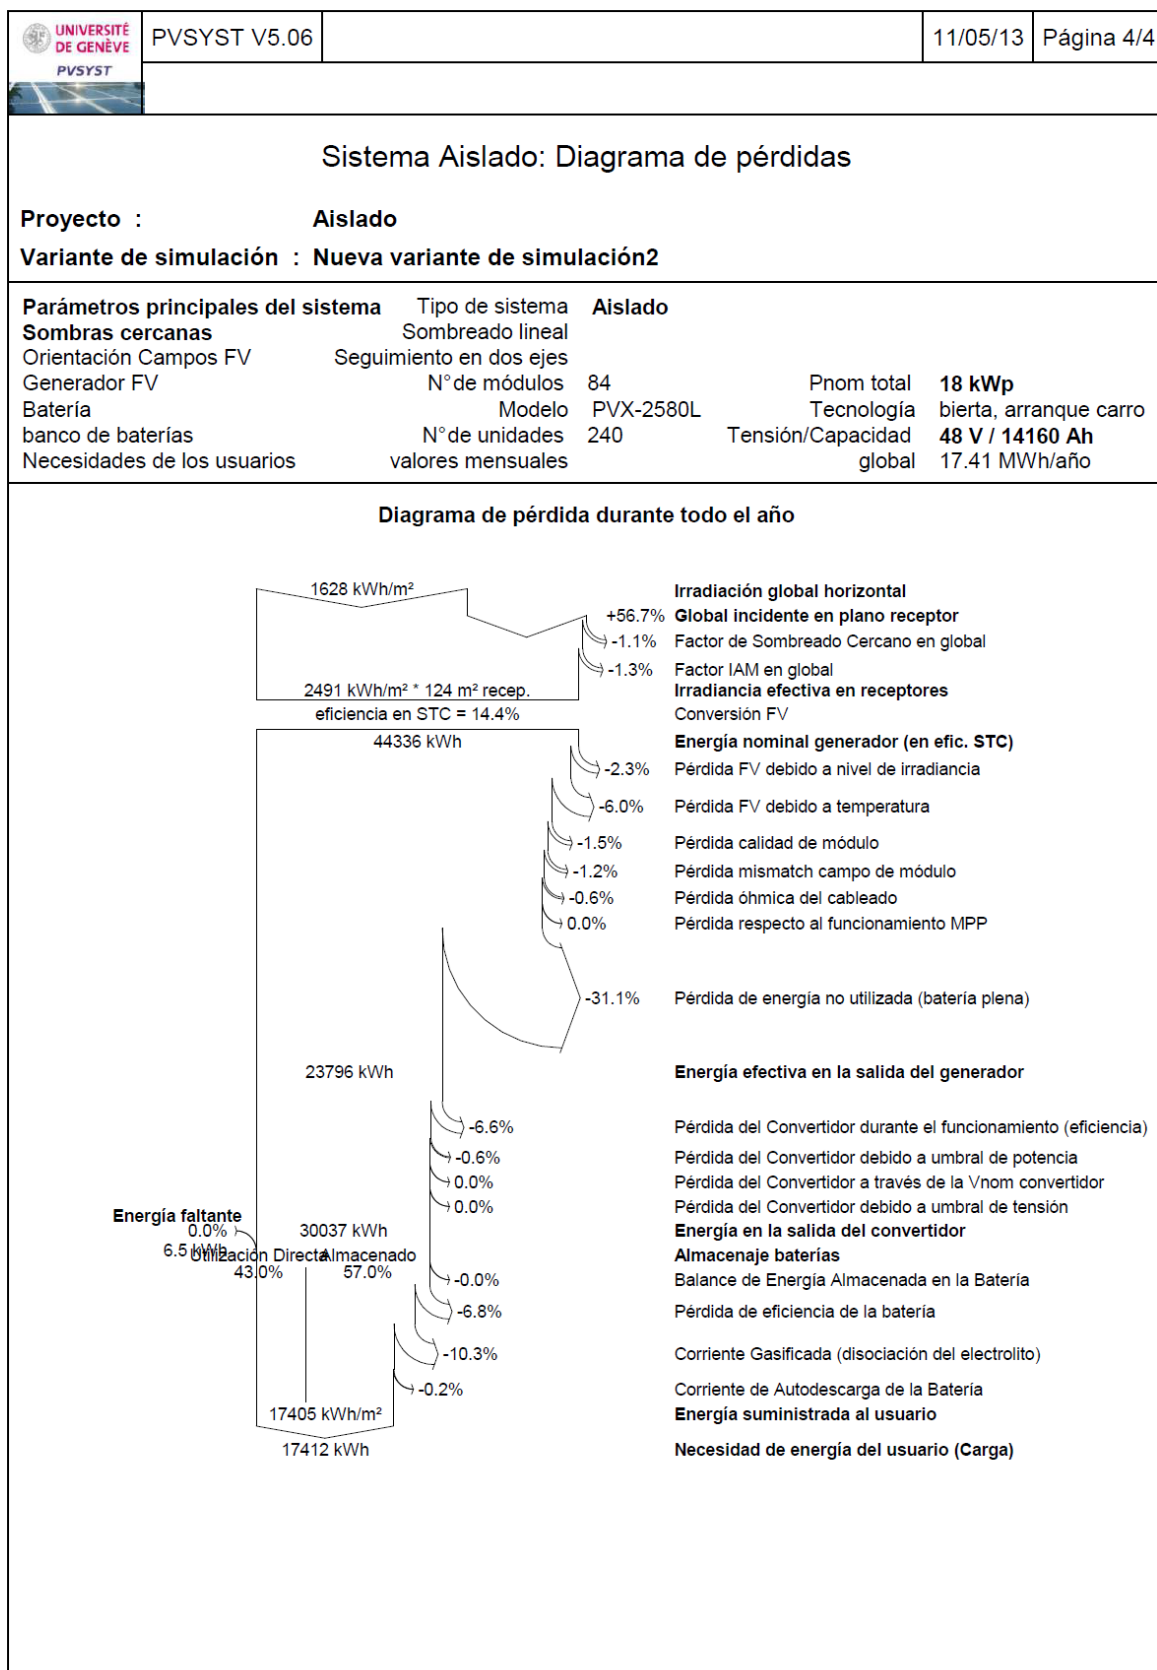 UNIVERSITÉ
DE GENÈVE
PVSYST
PVSYST V5.06
11/05/13
Página 4/4
Sistema Aislado: Diagrama de pérdidas
Proyecto : Aislado
Variante de simulación : Nueva variante de simulación2
Parámetros principales del sistema Tipo de sistema Aislado
Sombras cercanas Sombreado lineal
Orientación Campos FV Seguimiento en dos ejes
Generador FV N° de módulos 84 Pnom total 18 kWp
Batería Modelo PVX-2580L Tecnología bierta, arranque carro
banco de baterías N° de unidades 240 Tensión/Capacidad 48 V / 14160 Ah
Necesidades de los usuarios valores mensuales global 17.41 MWh/año
Diagrama de pérdida durante todo el año
1628 kWh/m² Irradiación global horizontal
+56.7% Global incidente en plano receptor
-1.1% Factor de Sombreado Cercano en global
-1.3% Factor IAM en global
2491 kWh/m² * 124 m² recep. Irradiancia efectiva en receptores
eficiencia en STC = 14.4% Conversión FV
44336 kWh Energía nominal generador (en efic. STC)
-2.3% Pérdida FV debido a nivel de irradiancia
-6.0% Pérdida FV debido a temperatura
-1.5% Pérdida calidad de módulo
-1.2% Pérdida mismatch campo de módulo
-0.6% Pérdida óhmica del cableado
0.0% Pérdida respecto al funcionamiento MPP
-31.1% Pérdida de energía no utilizada (batería plena)
23796 kWh Energía efectiva en la salida del generador
-6.6% Pérdida del Convertidor durante el funcionamiento (eficiencia)
-0.6% Pérdida del Convertidor debido a umbral de potencia
0.0% Pérdida del Convertidor a través de la Vnom convertidor
0.0% Pérdida del Convertidor debido a umbral de tensión
Energía faltante
0.0% 30037 kWh Energía en la salida del convertidor
6.5 kWh Utilización Directa Almacenado Almacenaje baterías
43.0% 57.0% -0.0% Balance de Energía Almacenada en la Batería
-6.8% Pérdida de eficiencia de la batería
-10.3% Corriente Gasificada (disociación del electrolito)
-0.2% Corriente de Autodescarga de la Batería
17405 kWh/m² Energía suministrada al usuario
17412 kWh Necesidad de energía del usuario (Carga)